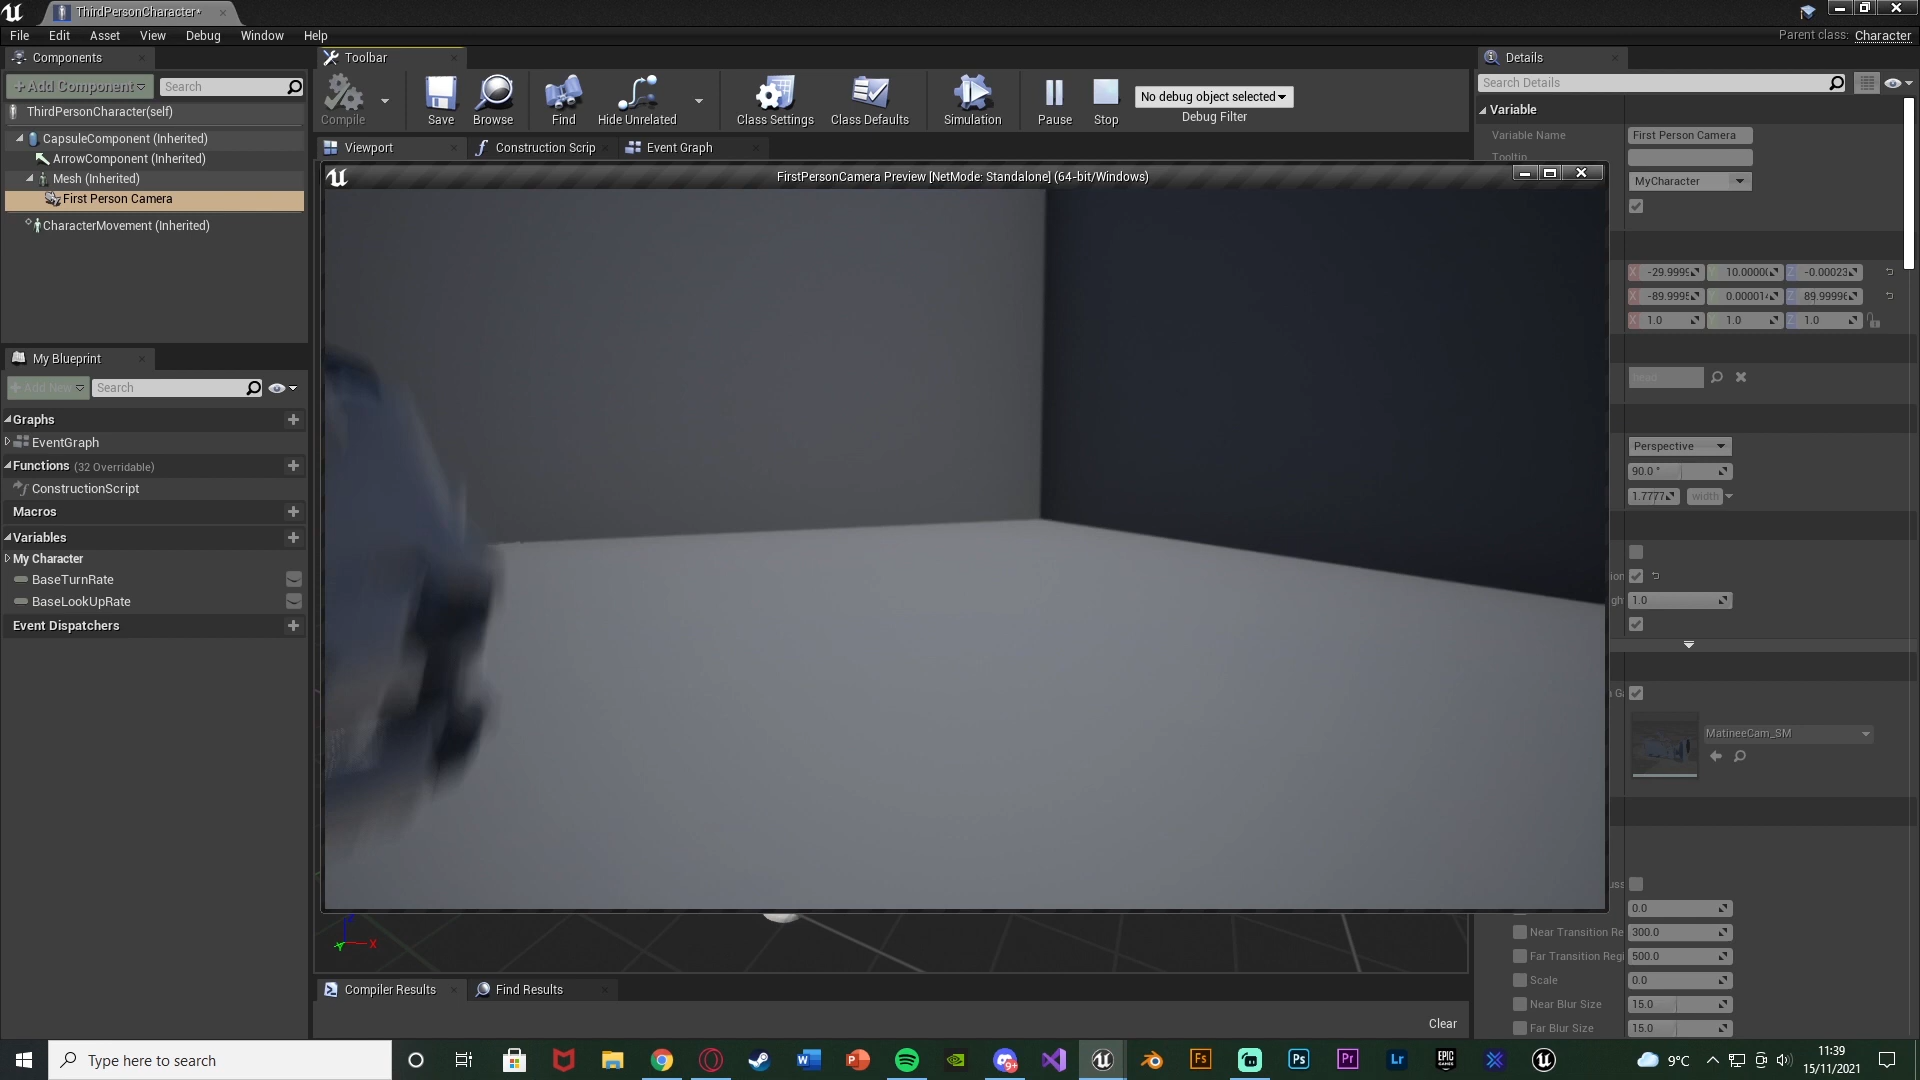 ThirdPersonCharacter*
File Edit Asset View Debug Window Help
Parent class: Character
Components
+Add Component
Search
ThirdPersonCharacter(self)
CapsuleComponent (Inherited)
ArrowComponent (Inherited)
Mesh (Inherited)
First Person Camera
CharacterMovement (Inherited)
My Blueprint
+Add New
Search
Graphs
EventGraph
Functions (32 Overridable)
ConstructionScript
Macros
Variables
My Character
BaseTurnRate
BaseLookUpRate
Event Dispatchers
Toolbar
Compile
Save
Browse
Find
Hide Unrelated
Class Settings
Class Defaults
Simulation
Pause
Stop
No debug object selected
Debug Filter
Viewport
Construction Scrip
Event Graph
FirstPersonCamera Preview [NetMode: Standalone] (64-bit/Windows)
X
Compiler Results
Find Results
Clear
Details
Search Details
Variable
Variable Name First Person Camera
Tooltip
MyCharacter
X -29.9999 Y 10.0000 Z -0.00023
X -89.9995 Y 0.000014 Z 89.99996
X 1.0 Y 1.0 Z 1.0
head
Perspective
90.0 °
1.7777 width
1.0
MatineeCam_SM
0.0
Near Transition Re 300.0
Far Transition Regi 500.0
Scale 0.0
Near Blur Size 15.0
Far Blur Size 15.0
Type here to search
9+
9°C
11:39
15/11/2021